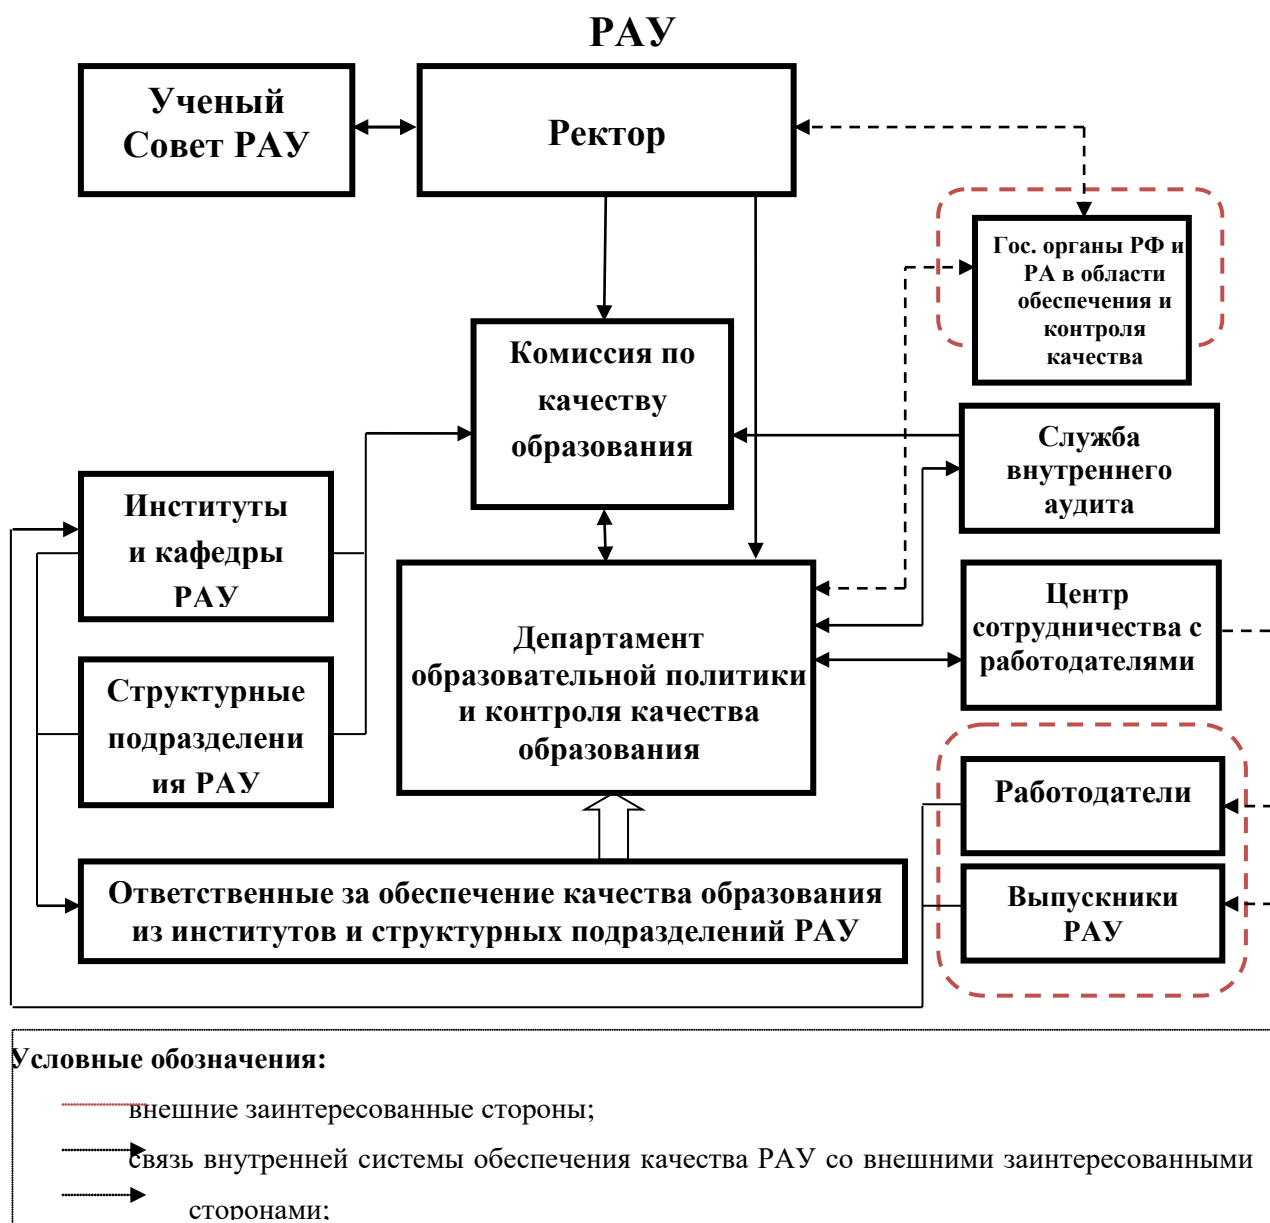 РАУ
Ученый
Совет РАУ
Ректор
Гос. органы РФ и
РА в области
обеспечения и
контроля
качества
Комиссия по
качеству
образования
Служба
внутреннего
аудита
Институты
и кафедры
РАУ
Центр
сотрудничества с
работодателями
Департамент
образовательной политики
и контроля качества
образования
Структурные
подразделени
ия РАУ
Работодатели
Ответственные за обеспечение качества образования
из институтов и структурных подразделений РАУ
Выпускники
РАУ
Условные обозначения:
внешние заинтересованные стороны;
связь внутренней системы обеспечения качества РАУ со внешними заинтересованными
сторонами;